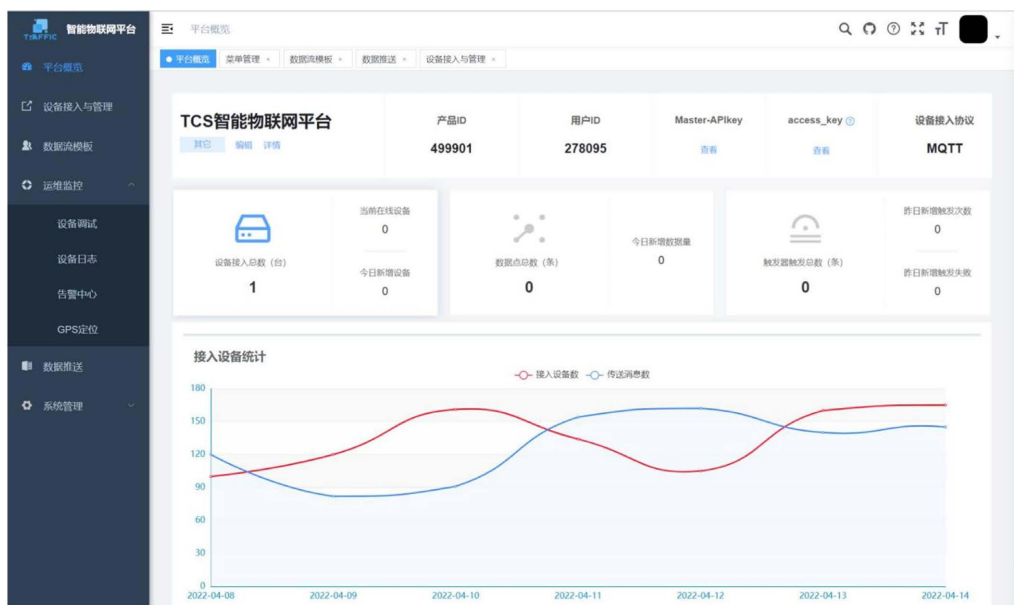 TRAFFIC 智能物联网平台
平台概览
设备接入与管理
数据流模板
运维监控
设备调试
设备日志
告警中心
GPS定位
数据推送
系统管理
平台概览
平台概览 菜单管理 × 数据流模板 × 数据推送 × 设备接入与管理 ×
TCS智能物联网平台
其它 编辑 详情
产品ID
499901
用户ID
278095
Master-APIkey
查看
access_key
查看
设备接入协议
MQTT
设备接入总数（台）
1
当前在线设备
0
今日新增设备
0
数据点总数（条）
0
今日新增数据量
0
触发器触发总数（条）
0
昨日新增触发次数
0
昨日新增触发失败
0
接入设备统计
接入设备数 传送消息数
180
150
120
90
60
30
0
2022-04-08 2022-04-09 2022-04-10 2022-04-11 2022-04-12 2022-04-13 2022-04-14